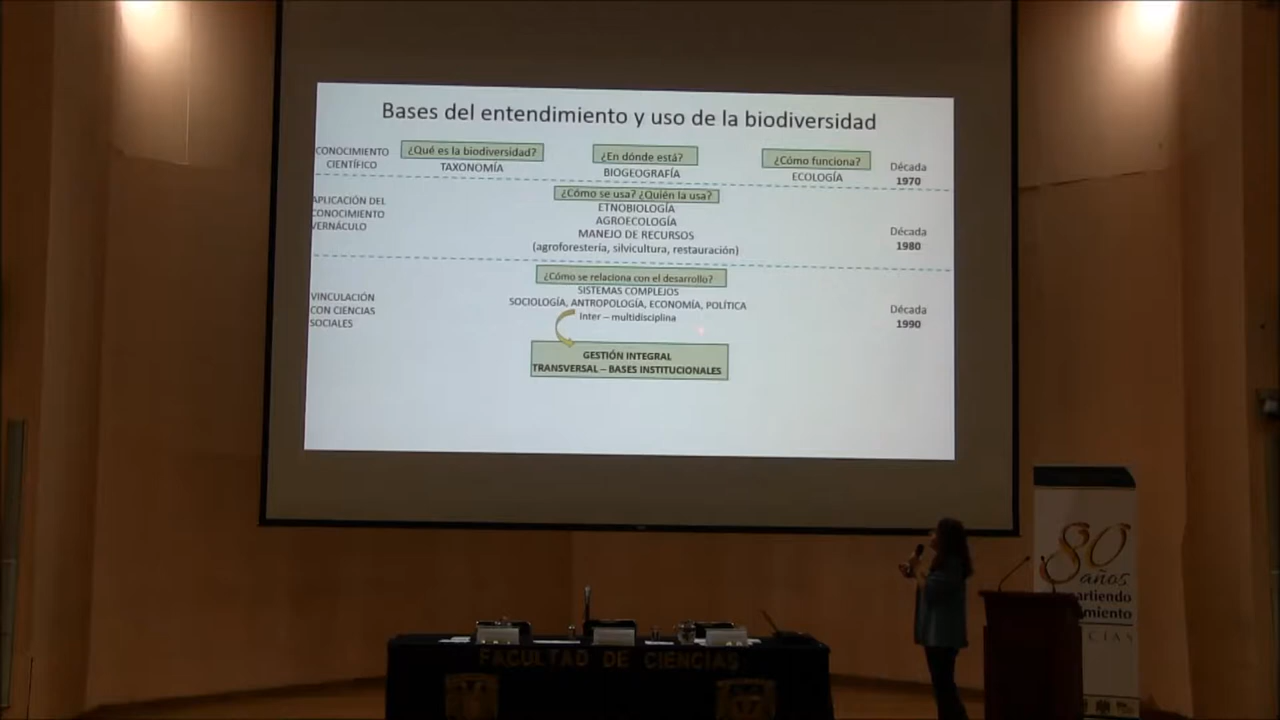 Bases del entendimiento y uso de la biodiversidad
CONOCIMIENTO
CIENTÍFICO
¿Qué es la biodiversidad?
TAXONOMÍA
¿En dónde está?
BIOGEOGRAFÍA
¿Cómo funciona?
ECOLOGÍA
Década
1970
APLICACIÓN DEL
CONOCIMIENTO
VERNÁCULO
¿Cómo se usa? ¿Quién la usa?
ETNOBIOLOGÍA
AGROECOLOGÍA
MANEJO DE RECURSOS
(agroforestería, silvicultura, restauración)
Década
1980
VINCULACIÓN
CON CIENCIAS
SOCIALES
¿Cómo se relaciona con el desarrollo?
SISTEMAS COMPLEJOS
SOCIOLOGÍA, ANTROPOLOGÍA, ECONOMÍA, POLÍTICA
Inter – multidisciplina
Década
1990
GESTIÓN INTEGRAL
TRANSVERSAL – BASES INSTITUCIONALES
80
años
artiendo
miento
CIAS
FACULTAD DE CIENCIAS